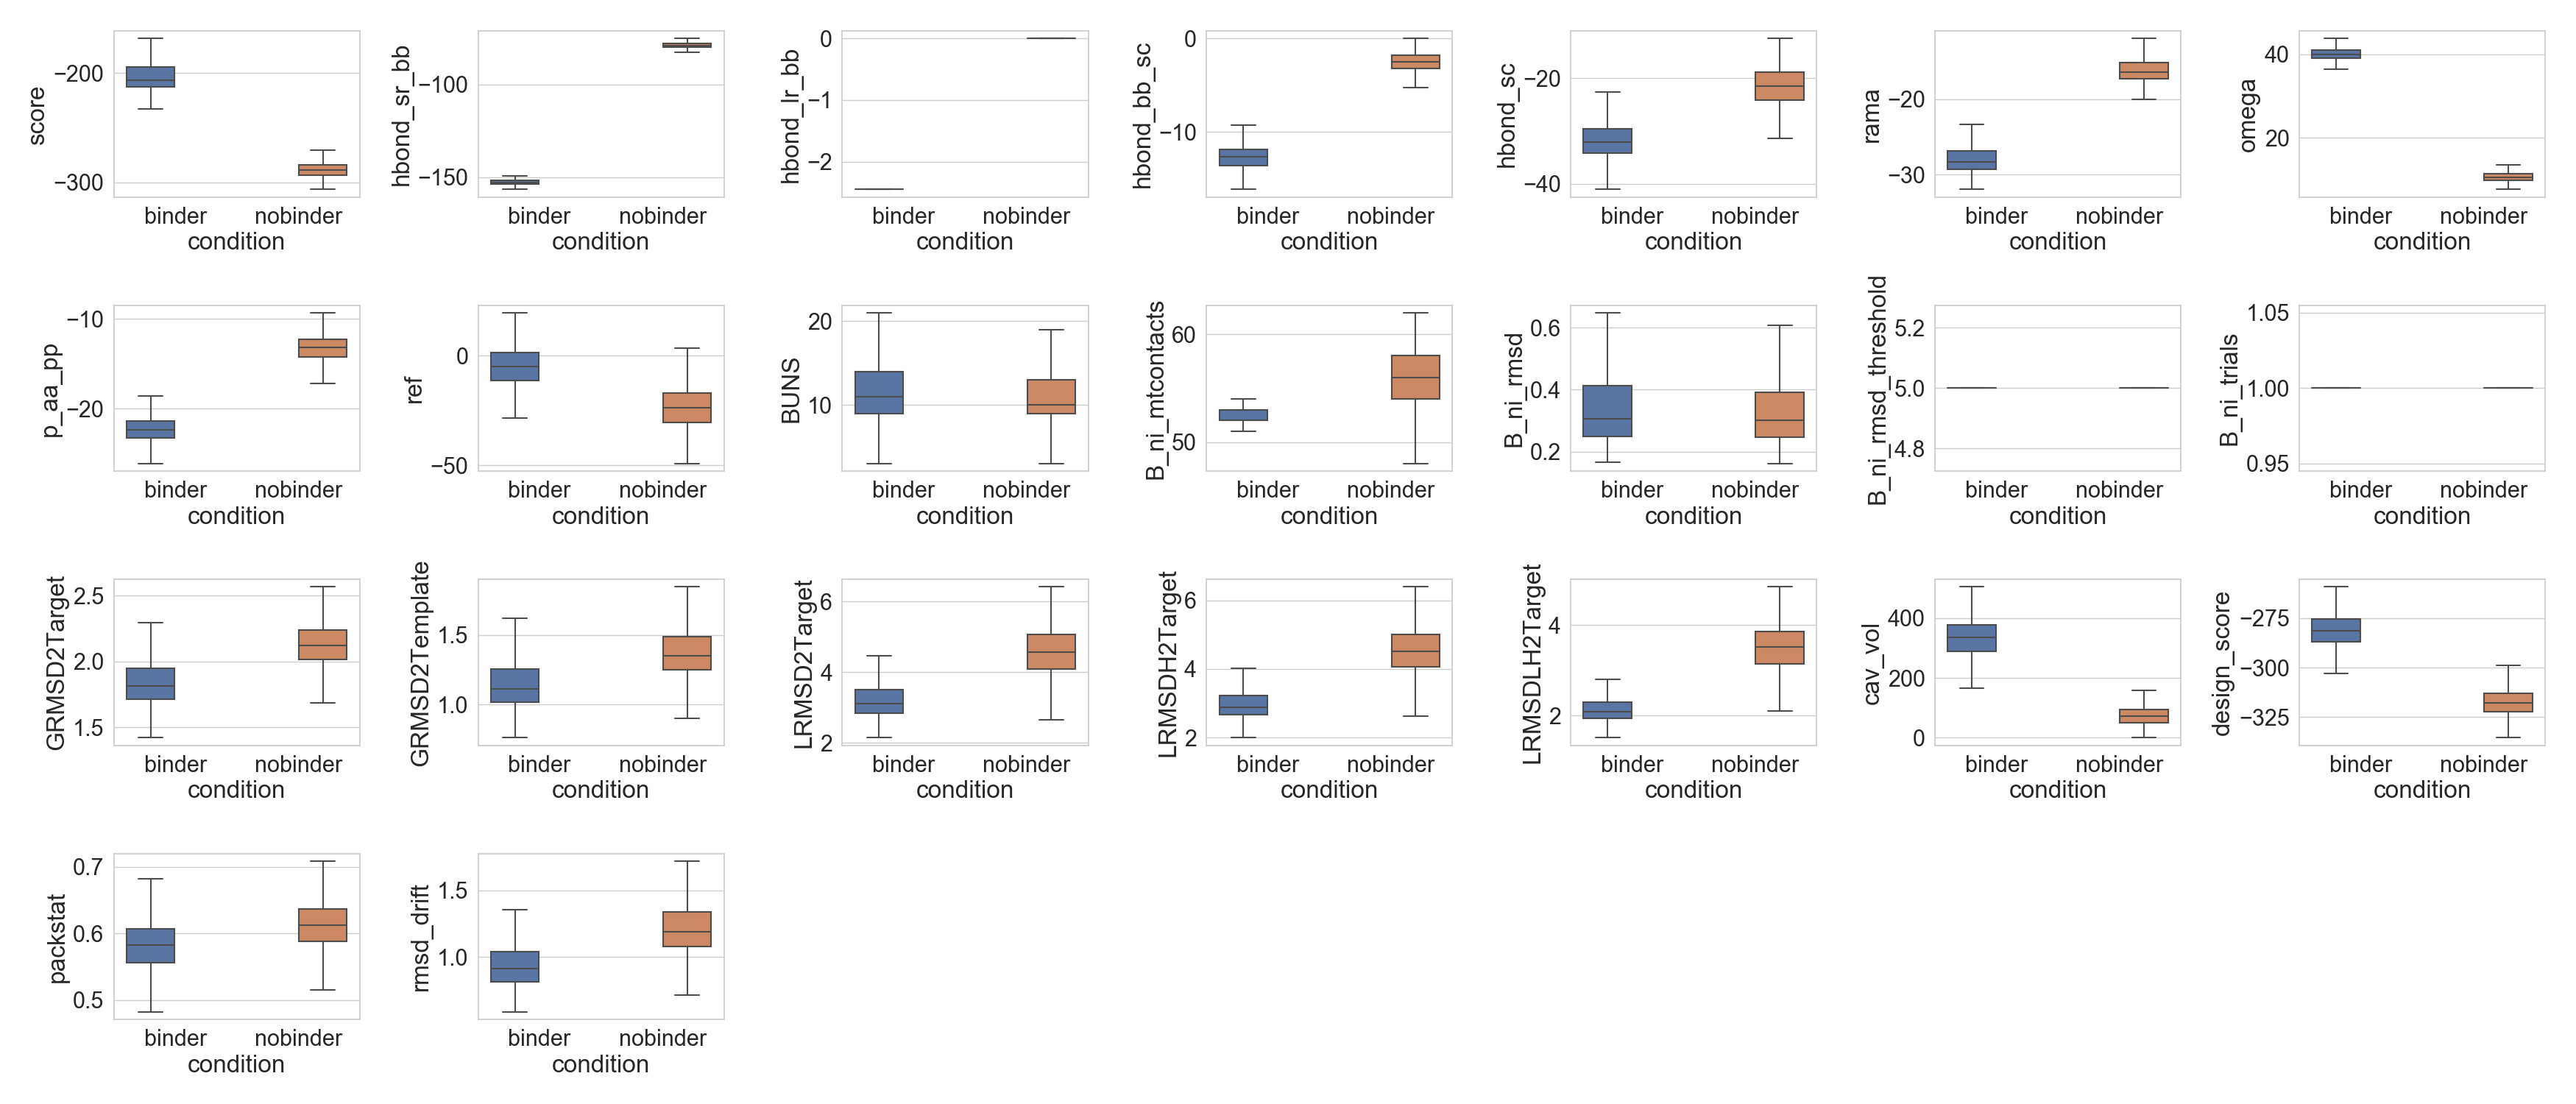 score
−200
−300
binder nobinder
condition
hbond_sr_bb
−100
−150
binder nobinder
condition
hbond_lr_bb
0
−1
−2
binder nobinder
condition
hbond_bb_sc
0
−10
binder nobinder
condition
hbond_sc
−20
−40
binder nobinder
condition
rama
−20
−30
binder nobinder
condition
omega
40
20
binder nobinder
condition
p_aa_pp
−10
−20
binder nobinder
condition
ref
0
−50
binder nobinder
condition
BUNS
20
10
binder nobinder
condition
B_ni_mtcontacts
60
50
binder nobinder
condition
B_ni_rmsd
0.6
0.4
0.2
binder nobinder
condition
B_ni_rmsd_threshold
5.2
5.0
4.8
binder nobinder
condition
B_ni_trials
1.05
1.00
0.95
binder nobinder
condition
GRMSD2Target
2.5
2.0
1.5
binder nobinder
condition
GRMSD2Template
1.5
1.0
binder nobinder
condition
LRMSD2Target
6
4
2
binder nobinder
condition
LRMSDH2Target
6
4
2
binder nobinder
condition
LRMSDLH2Target
4
2
binder nobinder
condition
cav_vol
400
200
0
binder nobinder
condition
design_score
−275
−300
−325
binder nobinder
condition
packstat
0.7
0.6
0.5
binder nobinder
condition
rmsd_drift
1.5
1.0
binder nobinder
condition